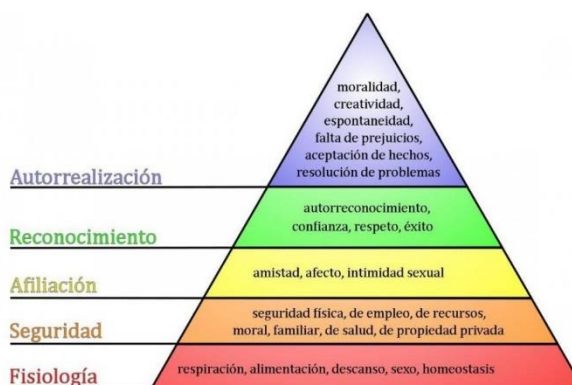 moralidad,
creatividad,
espontaneidad,
falta de prejuicios,
aceptación de hechos,
resolución de problemas
Autorrealización
autorreconocimiento,
confianza, respeto, éxito
Reconocimiento
amistad, afecto, intimidad sexual
Afiliación
seguridad física, de empleo, de recursos,
moral, familiar, de salud, de propiedad privada
Seguridad
respiración, alimentación, descanso, sexo, homeostasis
Fisiología